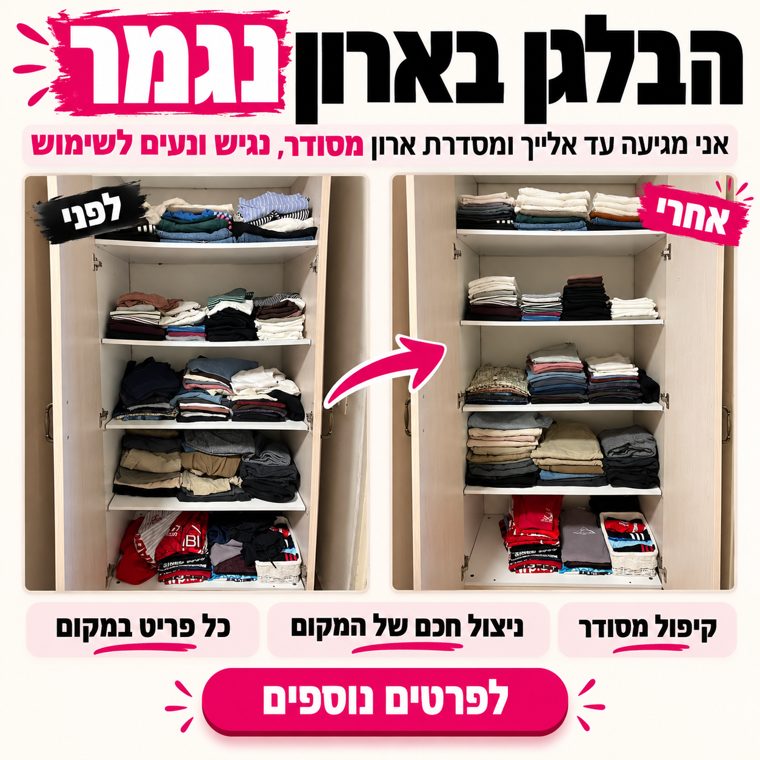 הבלגן בארון נגמר
אני מגיעה עד אלייך ומסדרת ארון מסודר, נגיש ונעים לשימוש
לפני
אחרי
קיפול מסודר
ניצול חכם של המקום
כל פריט במקום
לפרטים נוספים